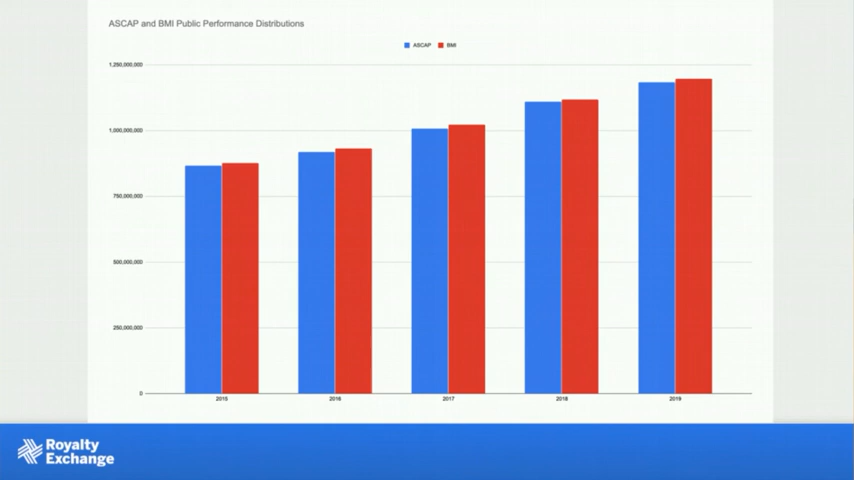 ASCAP and BMI Public Performance Distributions
ASCAP BMI
1,250,000,000
1,000,000,000
750,000,000
500,000,000
250,000,000
0
2015 2016 2017 2018 2019
Royalty
Exchange